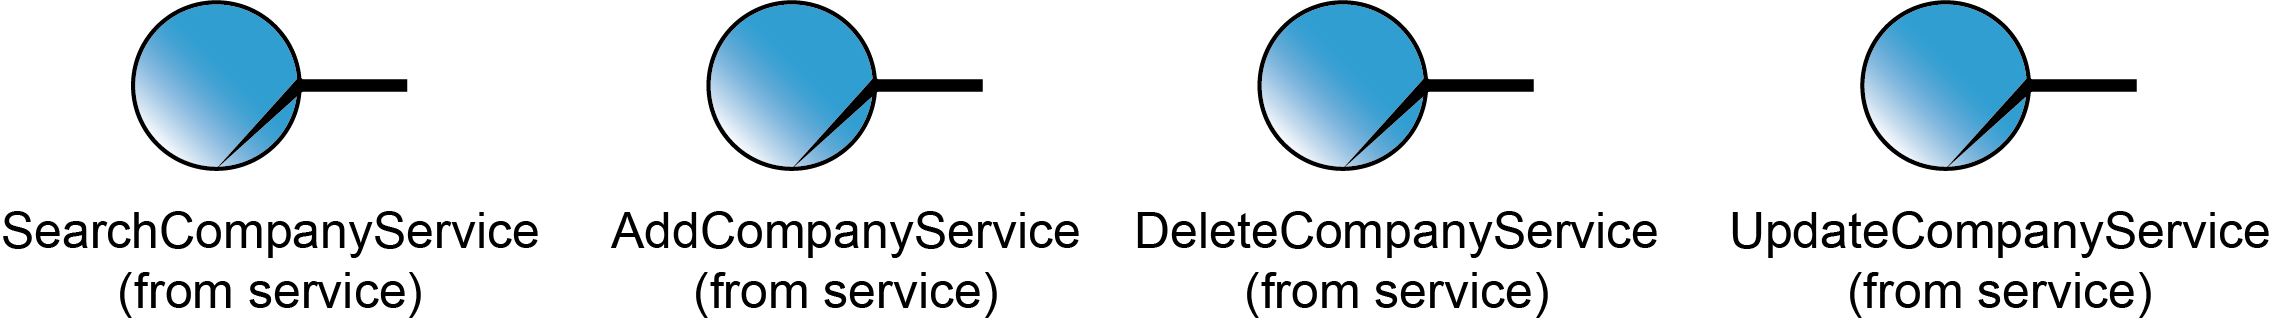 SearchCompanyService
(from service)
AddCompanyService
(from service)
DeleteCompanyService
(from service)
UpdateCompanyService
(from service)